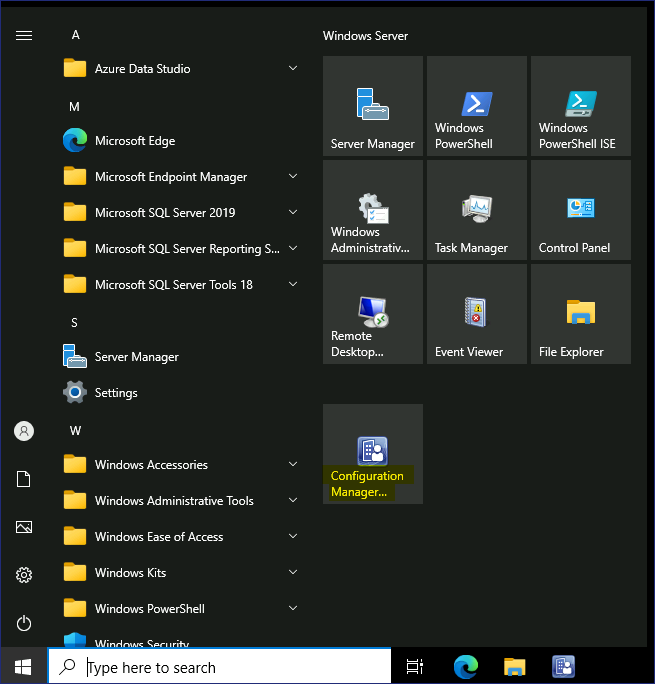 A
Azure Data Studio
M
Microsoft Edge
Microsoft Endpoint Manager
Microsoft SQL Server 2019
Microsoft SQL Server Reporting S...
Microsoft SQL Server Tools 18
S
Server Manager
Settings
W
Windows Accessories
Windows Administrative Tools
Windows Ease of Access
Windows Kits
Windows PowerShell
Windows Security
Windows Server
Server Manager
Windows
PowerShell
Windows
PowerShell ISE
Windows
Administrativ...
Task Manager
Control Panel
Remote
Desktop...
Event Viewer
File Explorer
Configuration
Manager...
Type here to search